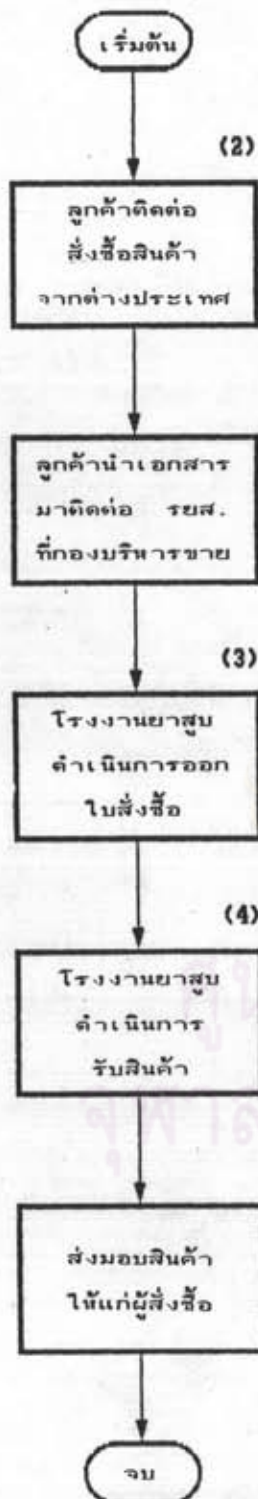 เริ่มต้น
(2)
ลูกค้าติดต่อ
สั่งซื้อสินค้า
จากต่างประเทศ
ลูกค้านำเอกสาร
มาติดต่อ รยส.
ที่กองบริหารขาย
(3)
โรงงานยาสูบ
ดำเนินการออก
ใบสั่งซื้อ
(4)
โรงงานยาสูบ
ดำเนินการ
รับสินค้า
ส่งมอบสินค้า
ให้แก่ผู้สั่งซื้อ
จบ